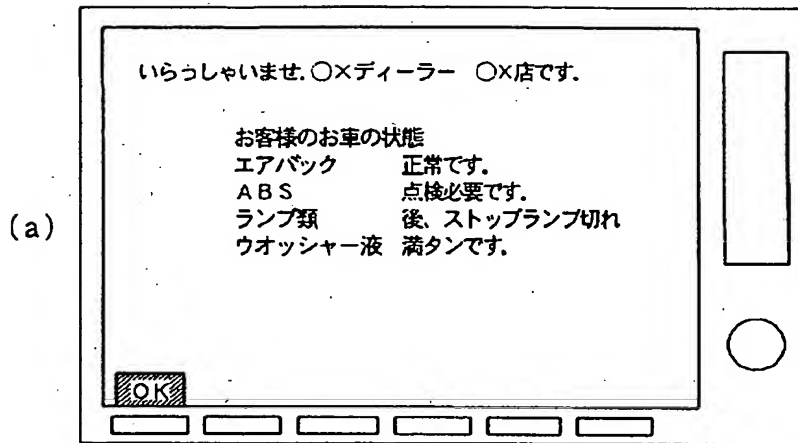 いらっしゃいませ.○×ディーラー ○×店です.
お客様のお車の状態
エアバック 正常です.
ABS 点検必要です.
ランプ類 後、ストップランプ切れ
ウオッシャー液 満タンです.
(a)
OK